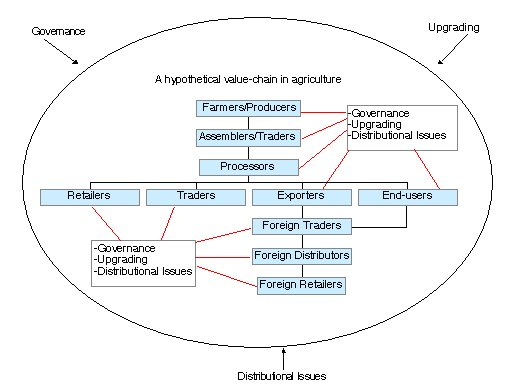 Governance
Upgrading
A hypothetical value-chain in agriculture
Farmers/Producers
-Governance
-Upgrading
-Distributional Issues
Assemblers/Traders
Processors
Retailers
Traders
Exporters
End-users
Foreign Traders
-Governance
-Upgrading
-Distributional Issues
Foreign Distributors
Foreign Retailers
Distributional Issues